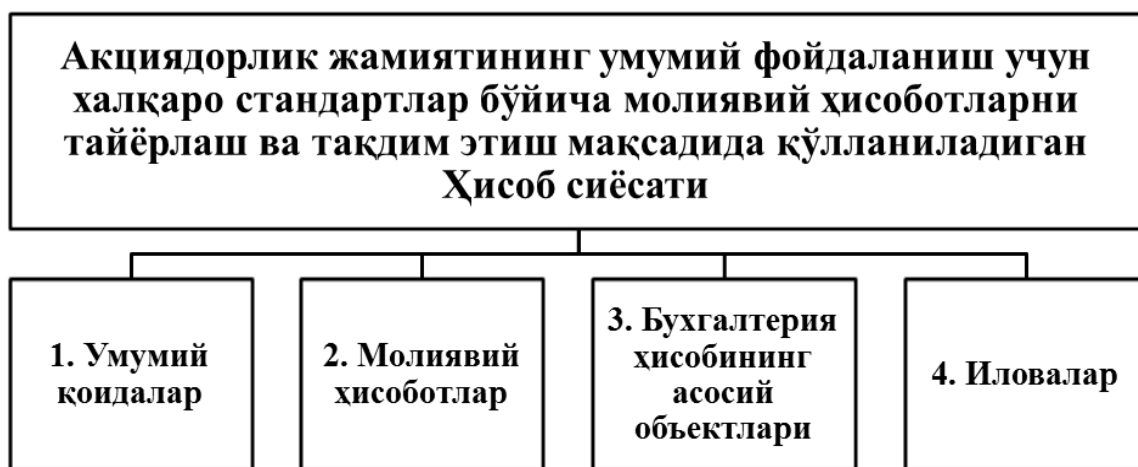 Акциядорлик жамиятининг умумий фойдаланиш учун
халқаро стандартлар бўйича молиявий ҳисоботларни
тайёрлаш ва тақдим этиш мақсадида қўлланиладиган
Ҳисоб сиёсати
1. Умумий
қоидалар
2. Молиявий
ҳисоботлар
3. Бухгалтерия
ҳисобининг
асосий
объектлари
4. Иловалар